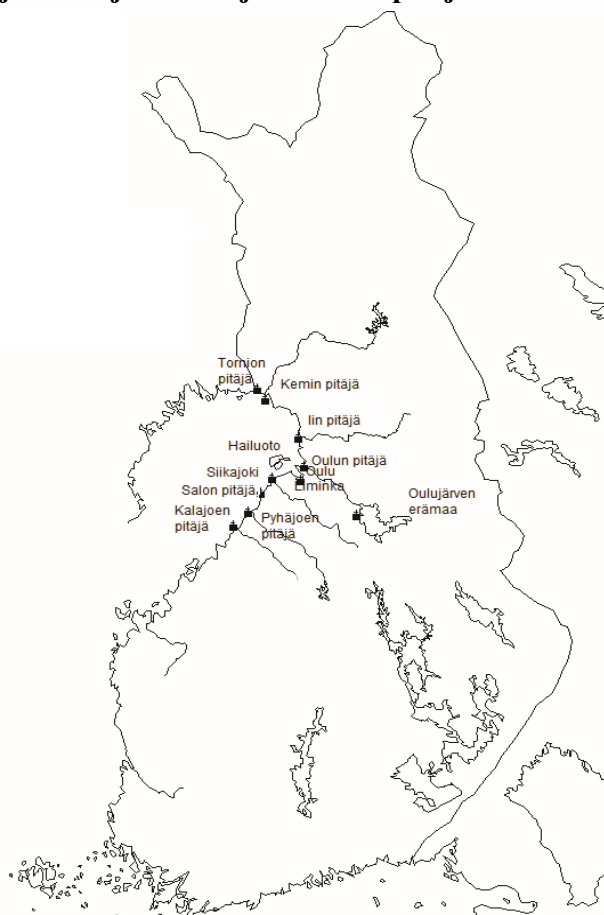 Tornion
pitäjä
Kemin pitäjä
Iin pitäjä
Hailuoto
Oulun pitäjä
Siikajoki
Oulu
Liminka
Salon pitäjä
Oulujärven
erämaa
Kalajoen
pitäjä
Pyhäjoen
pitäjä